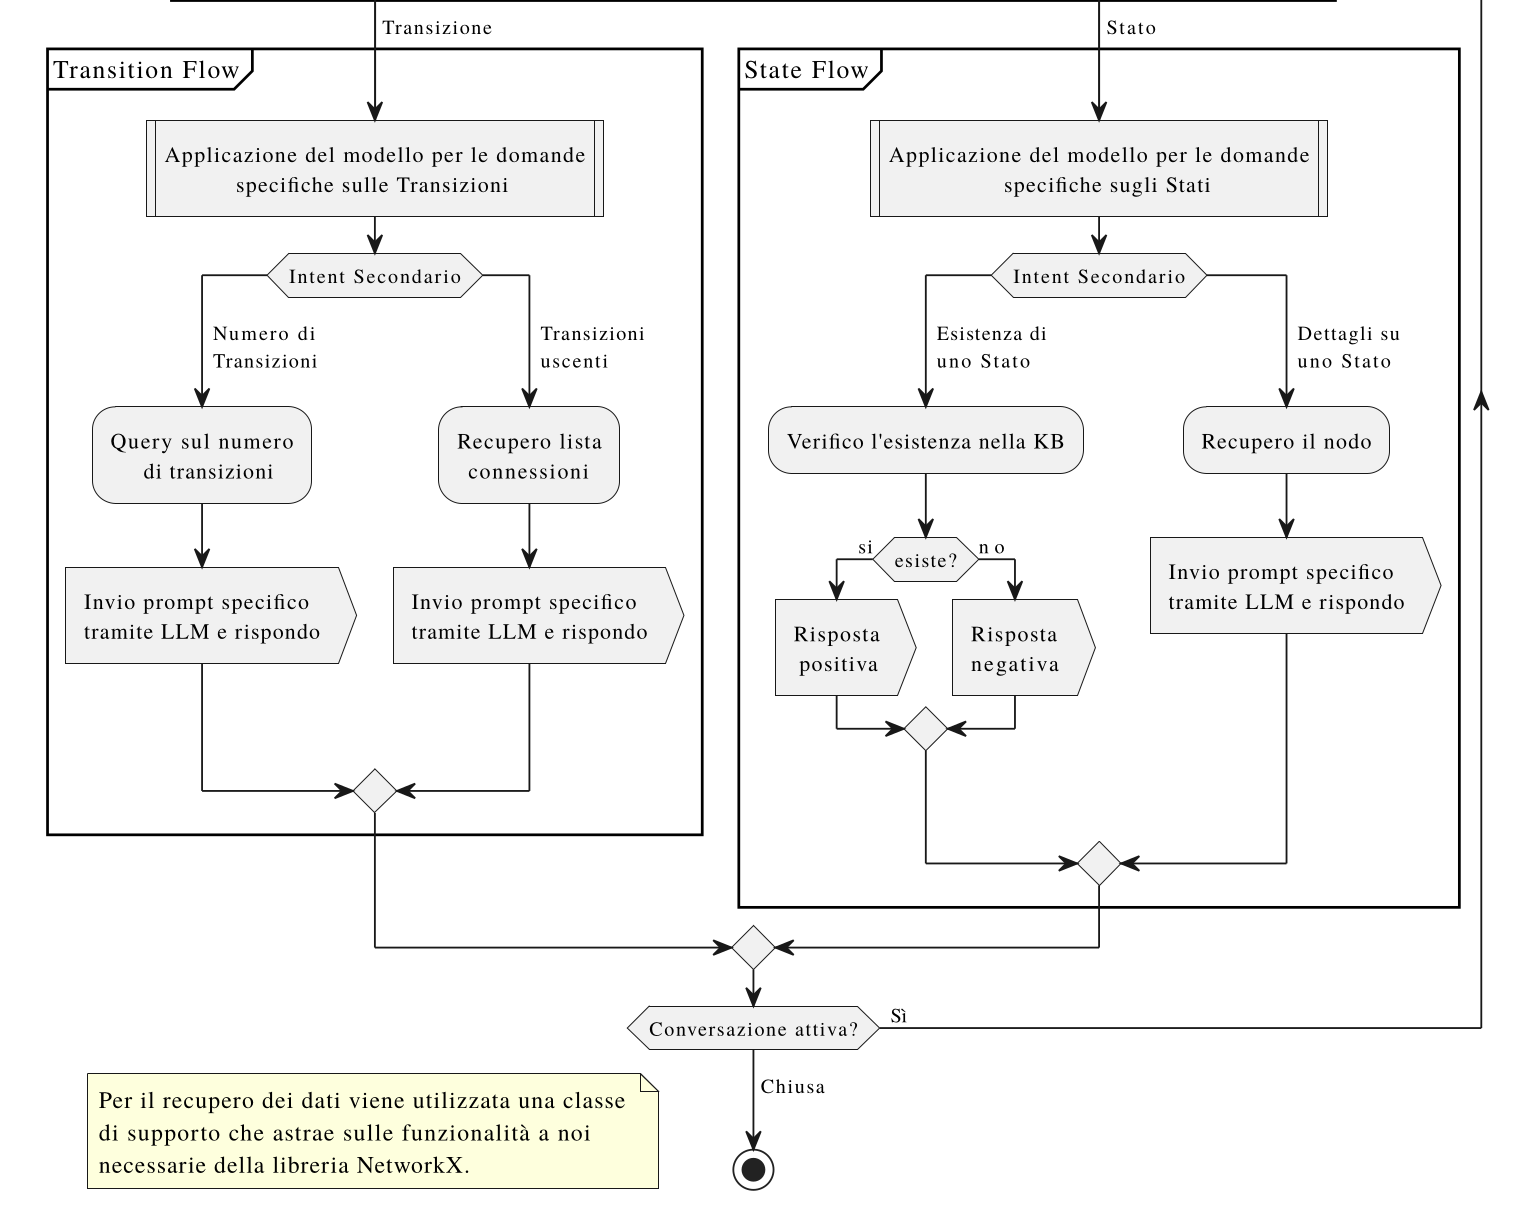 Transizione
Stato
Transition Flow
State Flow
Applicazione del modello per le domande
specifiche sulle Transizioni
Applicazione del modello per le domande
specifiche sugli Stati
Intent Secondario
Intent Secondario
Numero di
Transizioni
Transizioni
uscenti
Esistenza di
uno Stato
Dettagli su
uno Stato
Query sul numero
di transizioni
Recupero lista
connessioni
Verifico l'esistenza nella KB
Recupero il nodo
si
esiste?
no
Invio prompt specifico
tramite LLM e rispondo
Invio prompt specifico
tramite LLM e rispondo
Risposta
positiva
Risposta
negativa
Invio prompt specifico
tramite LLM e rispondo
Conversazione attiva?
Sì
Chiusa
Per il recupero dei dati viene utilizzata una classe
di supporto che astrae sulle funzionalità a noi
necessarie della libreria NetworkX.